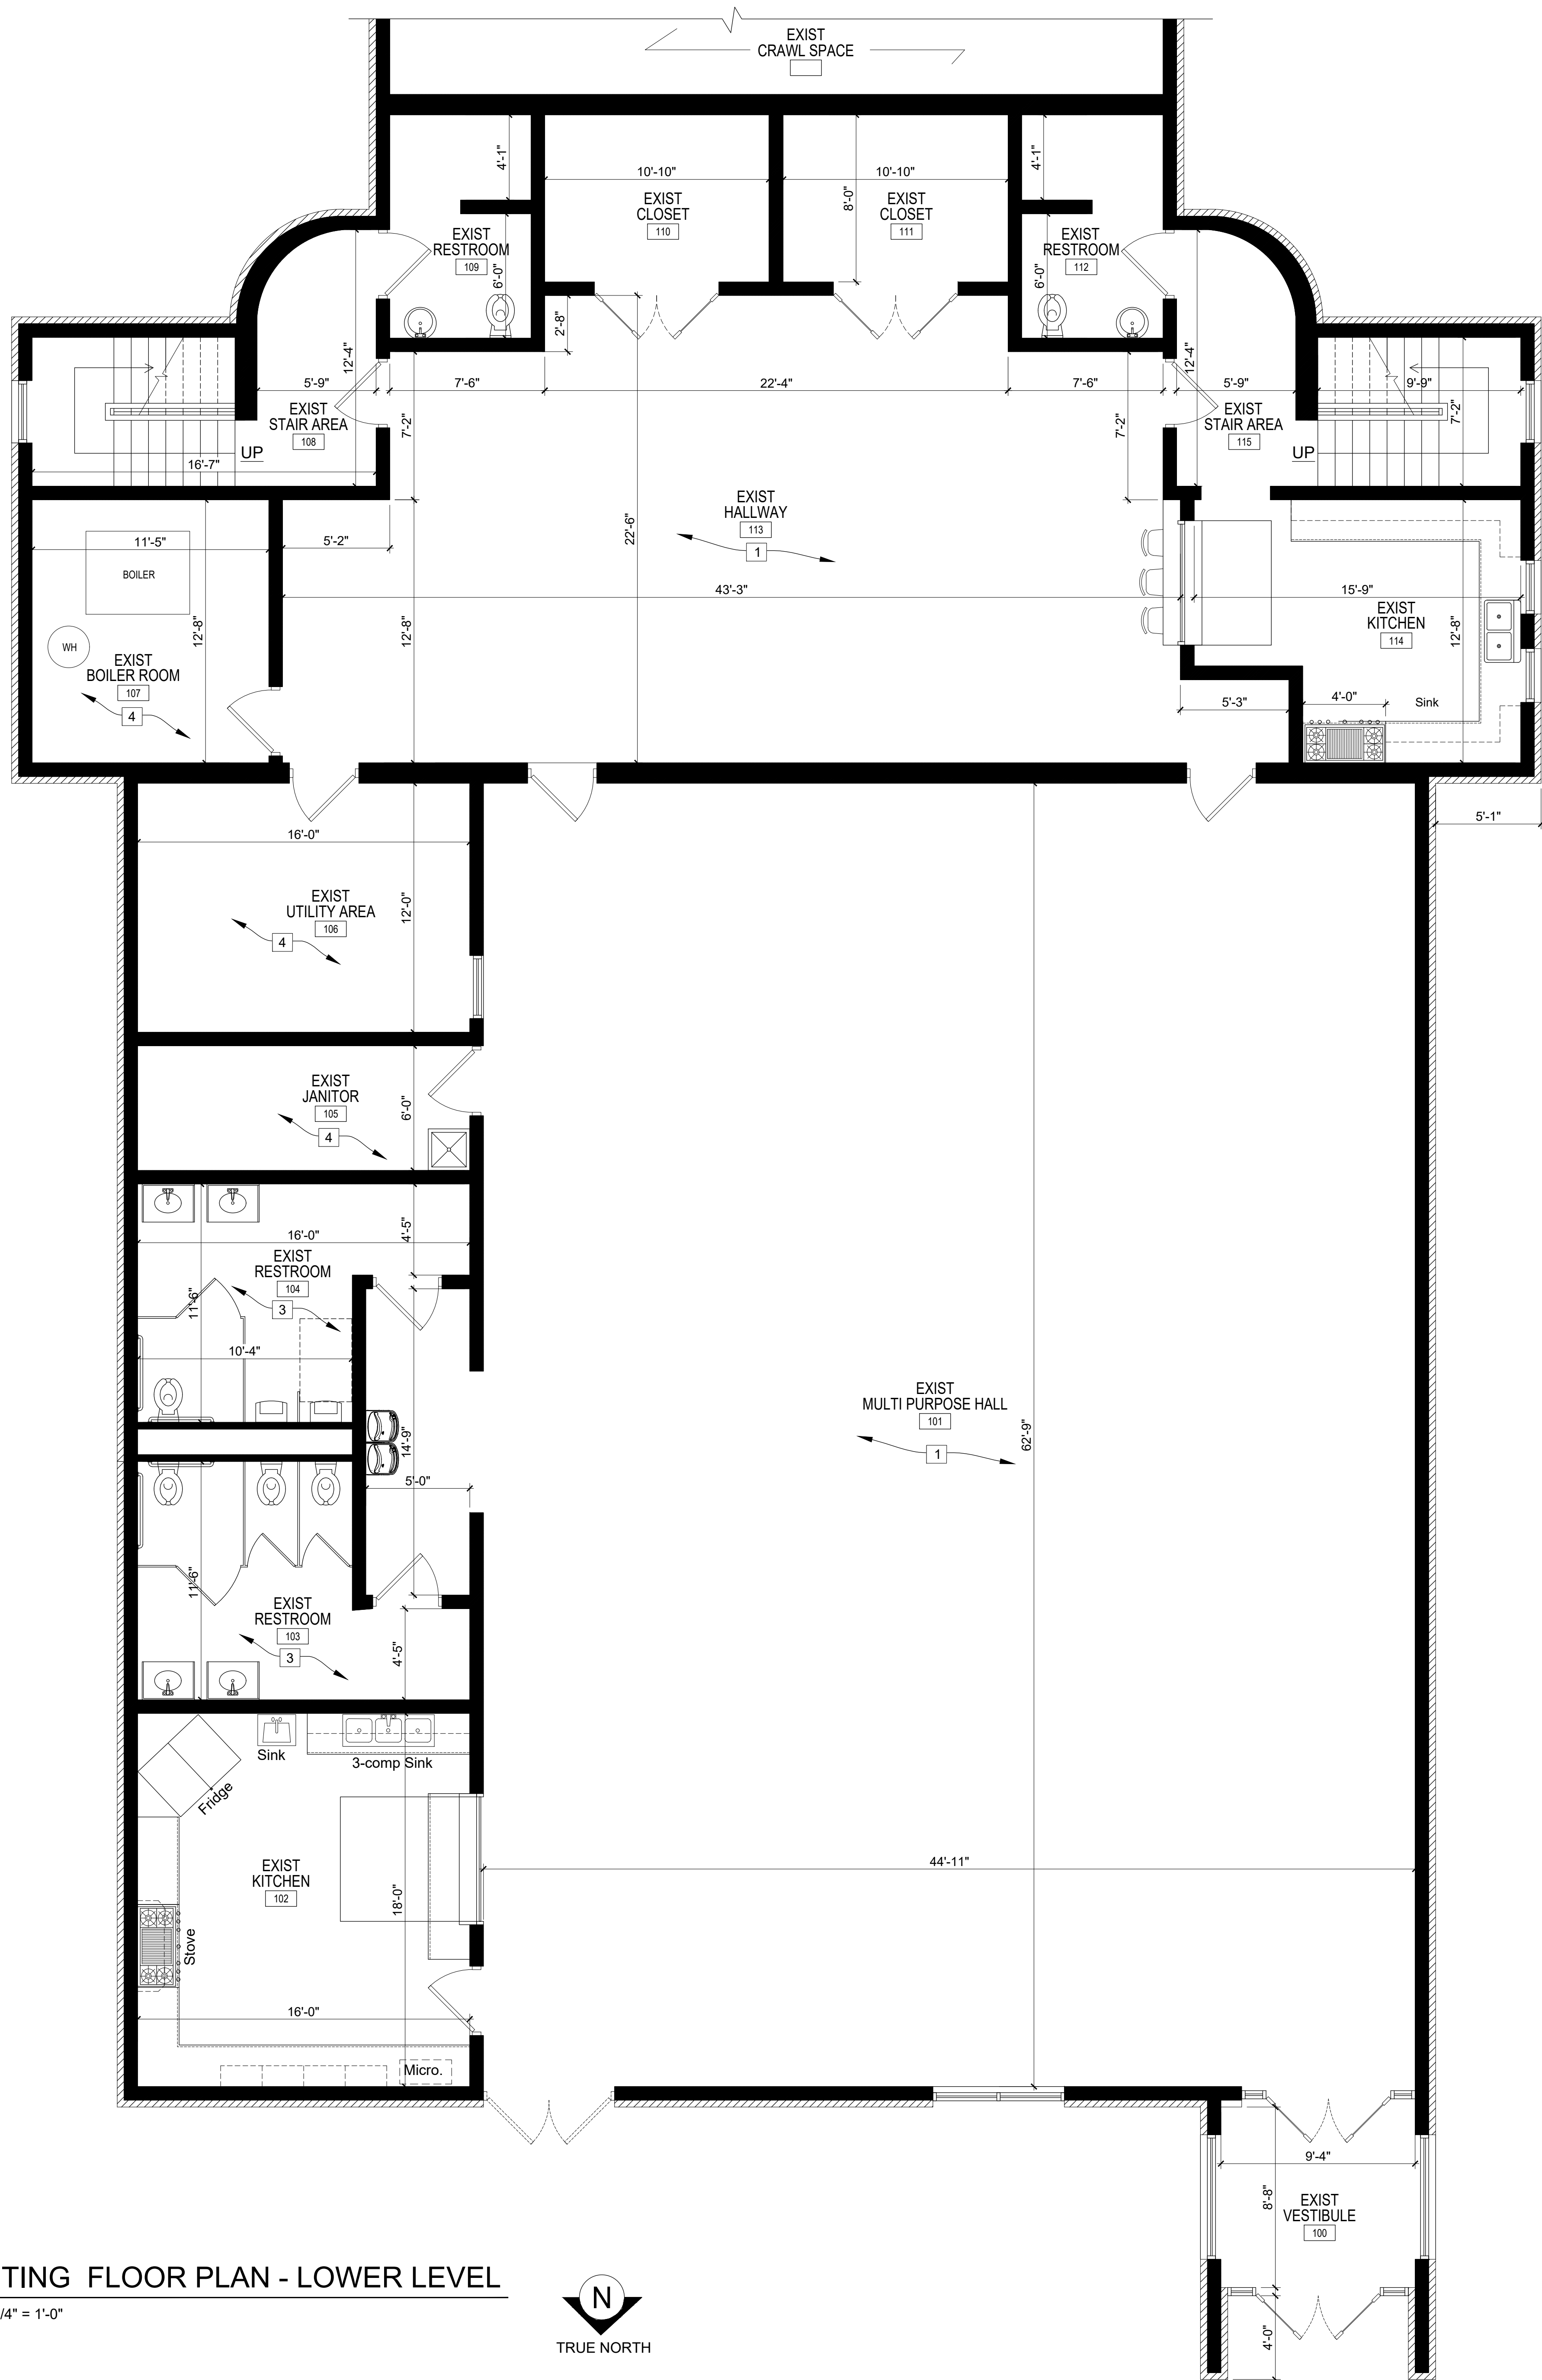 EXIST
CRAWL SPACE
4'-1"
10'-10"
8'-0"
10'-10"
4'-1"
EXIST
CLOSET
110
EXIST
CLOSET
111
EXIST
RESTROOM
109
6'-0"
EXIST
RESTROOM
112
6'-0"
2'-8"
12'-4"
12'-4"
5'-9"
7'-6"
22'-4"
7'-6"
5'-9"
9'-9"
EXIST
STAIR AREA
108
7'-2"
7'-2"
EXIST
STAIR AREA
115
7'-2"
UP
16'-7"
UP
EXIST
HALLWAY
113
1
22'-6"
11'-5"
5'-2"
BOILER
43'-3"
15'-9"
12'-8"
12'-8"
EXIST
KITCHEN
114
12'-8"
WH
EXIST
BOILER ROOM
107
4
5'-3"
4'-0"
Sink
5'-1"
16'-0"
EXIST
UTILITY AREA
106
4
12'-0"
EXIST
JANITOR
105
4
6'-0"
16'-0"
4'-5"
EXIST
RESTROOM
104
3
11'-6"
10'-4"
14'-9"
5'-0"
EXIST
MULTI PURPOSE HALL
101
1
62'-9"
11'-6"
EXIST
RESTROOM
103
3
4'-5"
Sink
3-comp Sink
Fridge
EXIST
KITCHEN
102
18'-0"
44'-11"
Stove
16'-0"
Micro.
9'-4"
8'-8"
EXIST
VESTIBULE
100
4'-0"
TING FLOOR PLAN - LOWER LEVEL
/4" = 1'-0"
N
TRUE NORTH